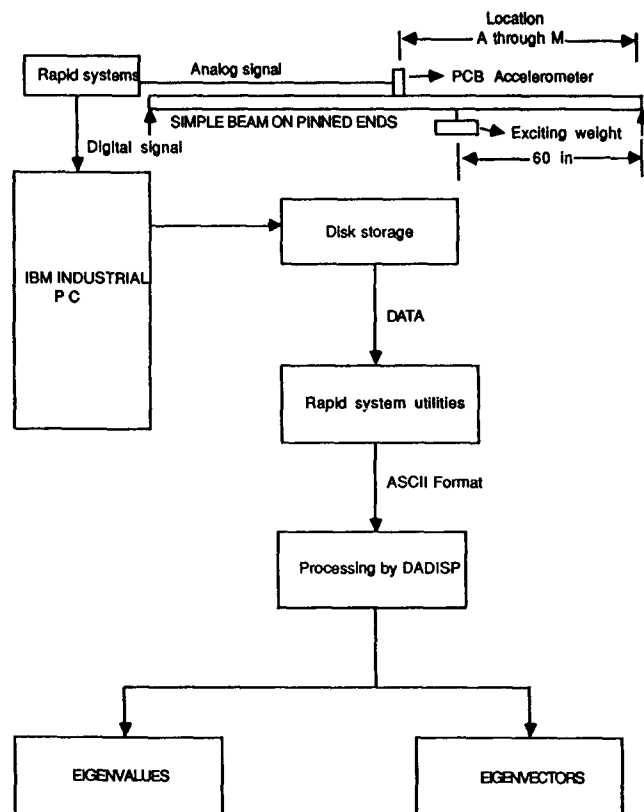 Location
A through M
Rapid systems
Analog signal
PCB Accelerometer
SIMPLE BEAM ON PINNED ENDS
Exciting weight
Digital signal
60 in
IBM INDUSTRIAL
P C
Disk storage
DATA
Rapid system utilities
ASCII Format
Processing by DADISP
EIGENVALUES
EIGENVECTORS